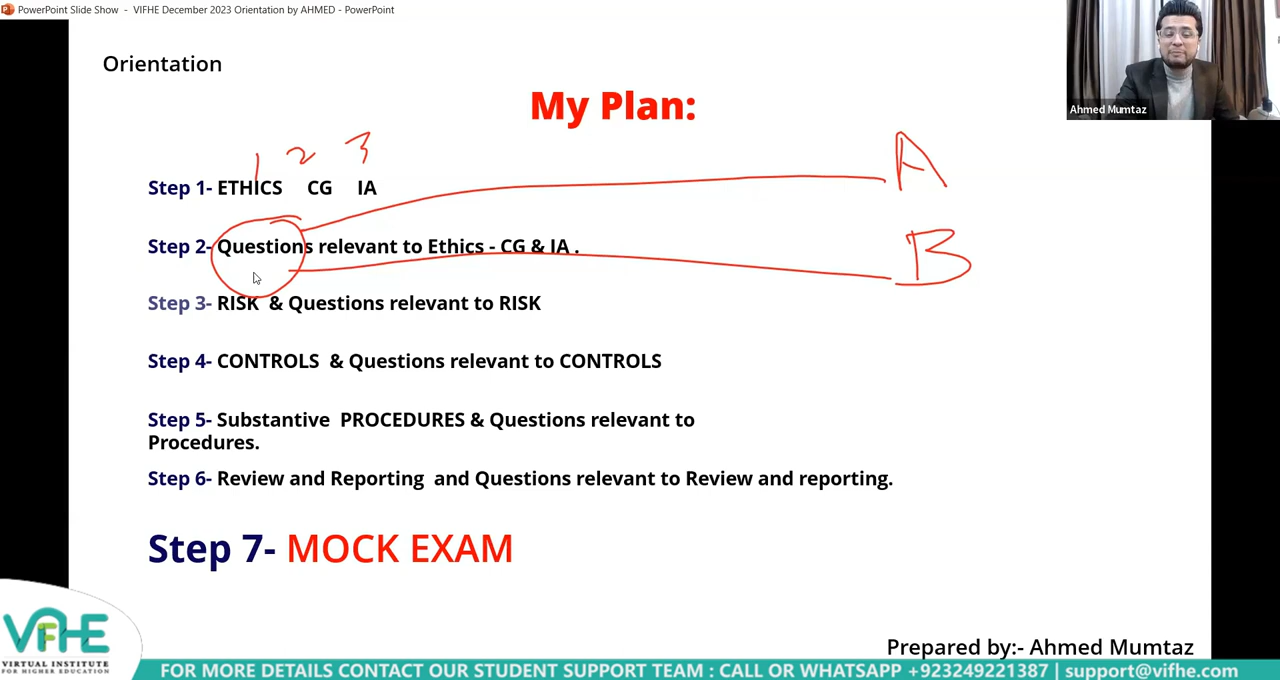 PowerPoint Slide Show - VIFHE December 2023 Orientation by AHMED - PowerPoint
Orientation
Ahmed Mumtaz
My Plan:
1 2 3
A
Step 1- ETHICS CG IA
Step 2- Questions relevant to Ethics - CG & IA .
B
Step 3- RISK & Questions relevant to RISK
Step 4- CONTROLS & Questions relevant to CONTROLS
Step 5- Substantive PROCEDURES & Questions relevant to
Procedures.
Step 6- Review and Reporting and Questions relevant to Review and reporting.
Step 7- MOCK EXAM
VIFHE
VIRTUAL INSTITUTE
FOR HIGHER EDUCATION
Prepared by:- Ahmed Mumtaz
FOR MORE DETAILS CONTACT OUR STUDENT SUPPORT TEAM : CALL OR WHATSAPP +923249221387 | support@vifhe.com